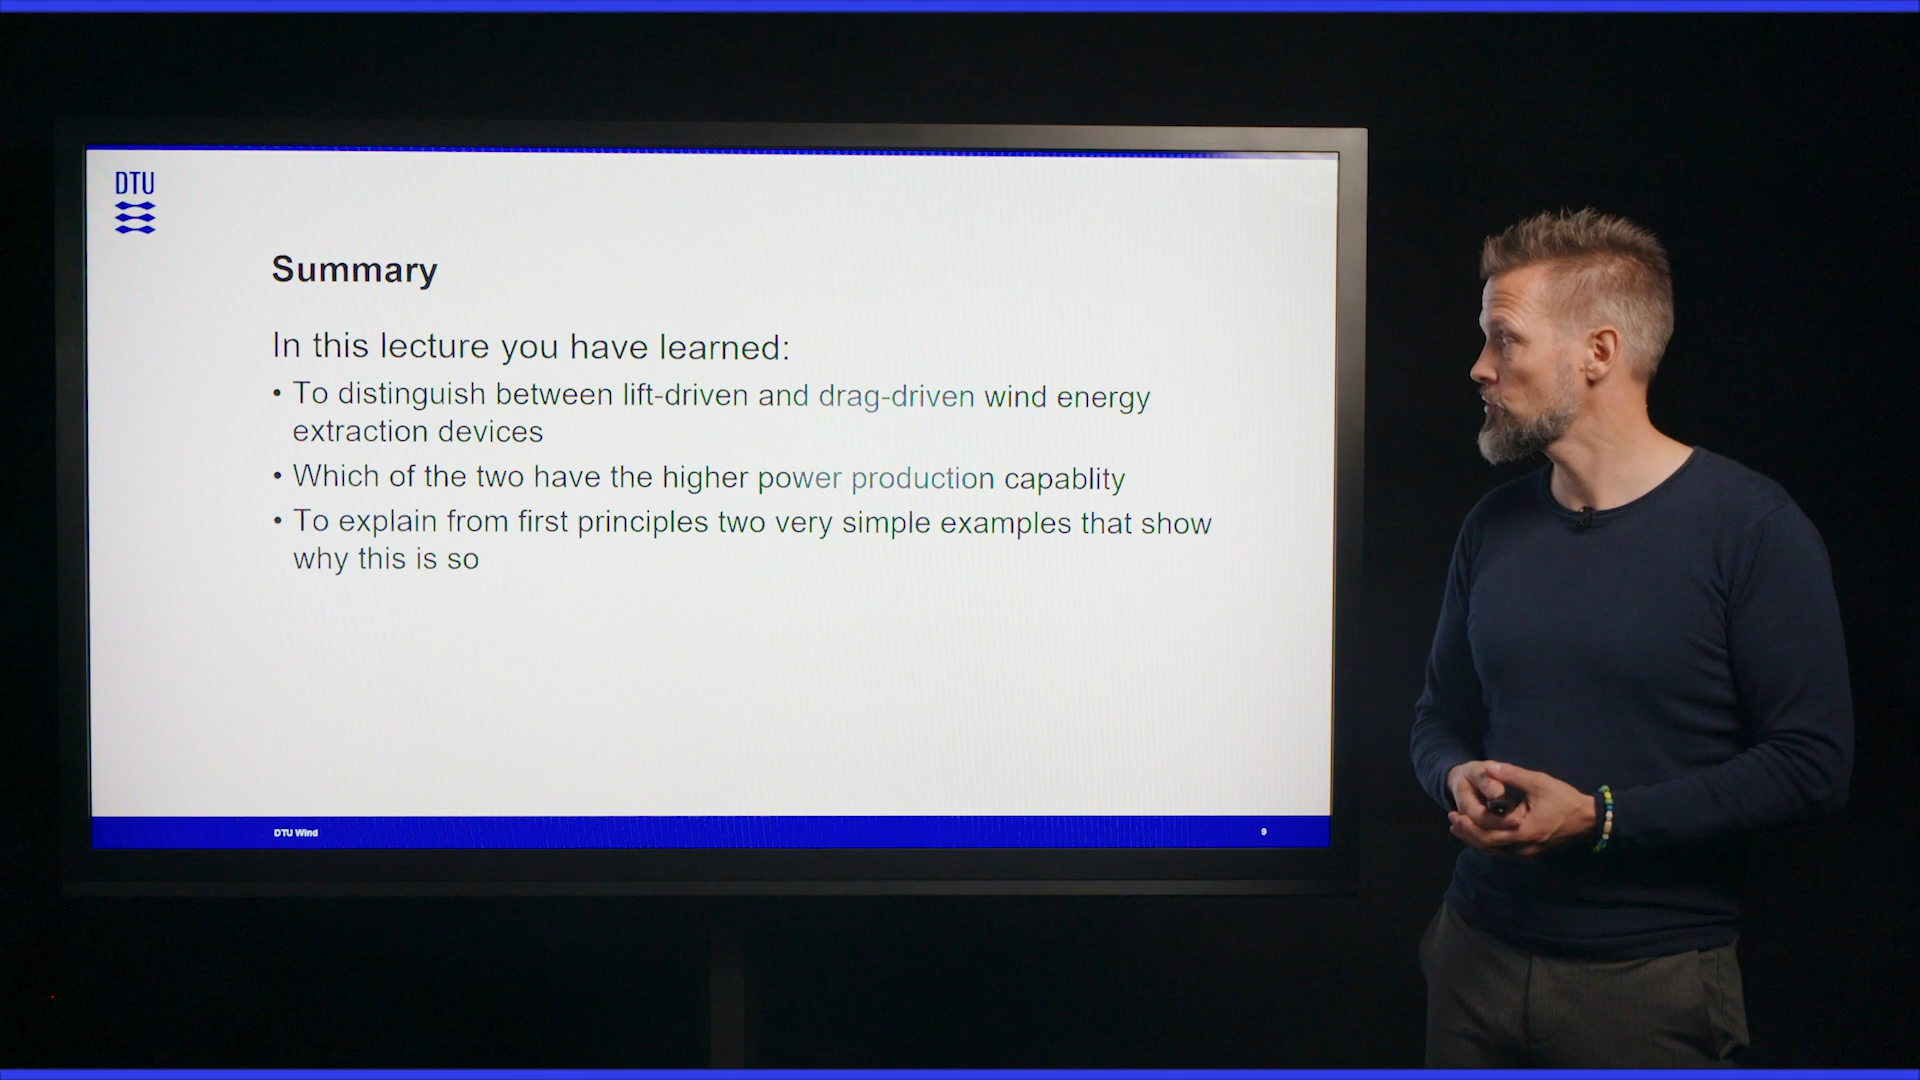 DTU
Summary
In this lecture you have learned:
• To distinguish between lift-driven and drag-driven wind energy
extraction devices
• Which of the two have the higher power production capablity
• To explain from first principles two very simple examples that show
why this is so
DTU Wind
9